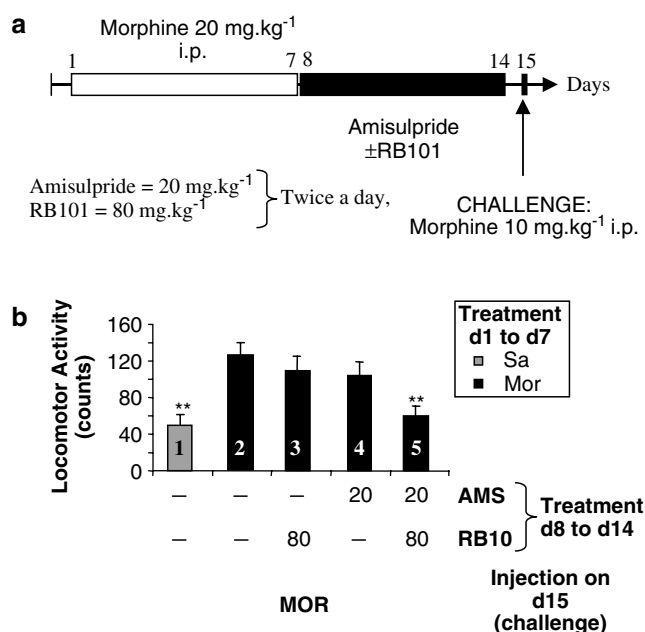 a
Morphine 20 mg.kg⁻¹
i.p.
1 7 8 14 15
Days
Amisulpride
±RB101
Amisulpride = 20 mg.kg⁻¹
RB101 = 80 mg.kg⁻¹
Twice a day,
CHALLENGE:
Morphine 10 mg.kg⁻¹ i.p.
b
Locomotor Activity
(counts)
160
120
80
40
0
** **
1 2 3 4 5
Treatment
d1 to d7
Sa
Mor
– – – 20 20 AMS
– – 80 – 80 RB10
Treatment
d8 to d14
MOR
Injection on
d15
(challenge)